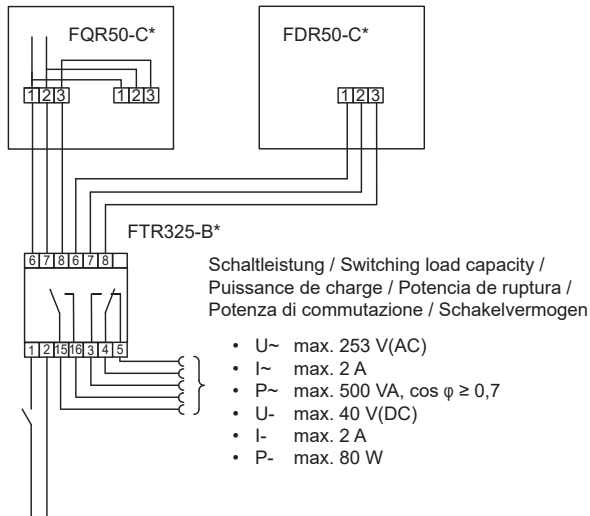 FQR50-C*
FDR50-C*
1 2 3
1 2 3
1 2 3
FTR325-B*
6 7 8 6 7 8
1 2 15 16 3 4 5
Schaltleistung / Switching load capacity /
Puissance de charge / Potencia de ruptura /
Potenza di commutazione / Schakelvermogen
• U~ max. 253 V(AC)
• I~ max. 2 A
• P~ max. 500 VA, cos φ ≥ 0,7
• U- max. 40 V(DC)
• I- max. 2 A
• P- max. 80 W